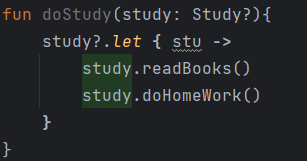 fun doStudy(study: Study?){
    study?.let { stu ->
        study.readBooks()
        study.doHomeWork()
    }
}